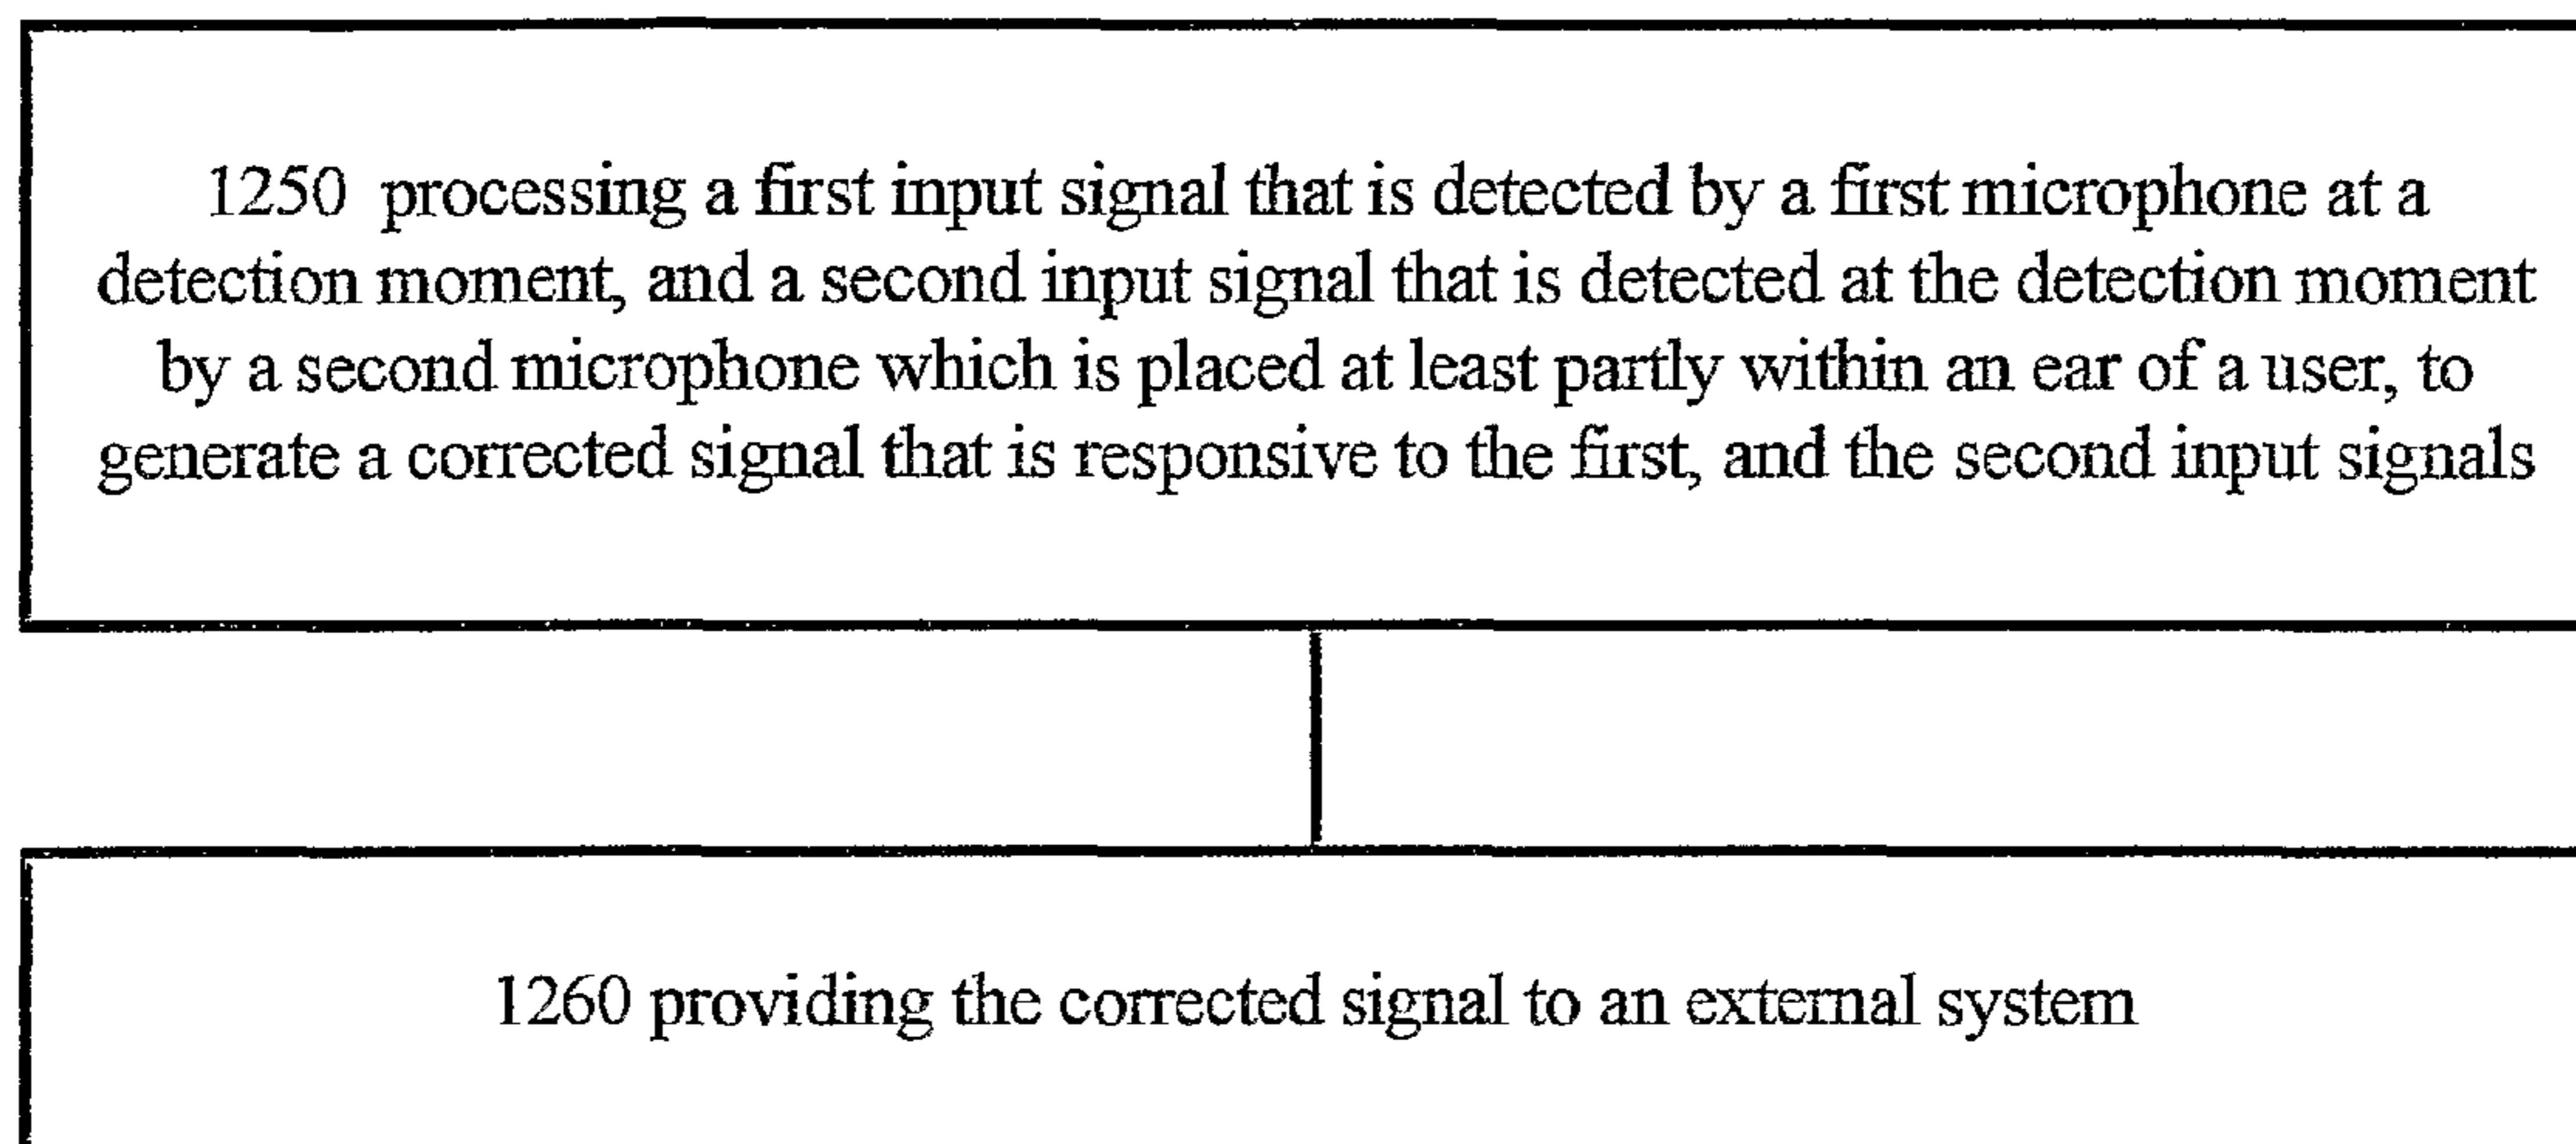 1250 processing a first input signal that is detected by a first microphone at a
detection moment, and a second input signal that is detected at the detection moment
by a second microphone which is placed at least partly within an ear of a user, to
generate a corrected signal that is responsive to the first, and the second input signals
1260 providing the corrected signal to an external system